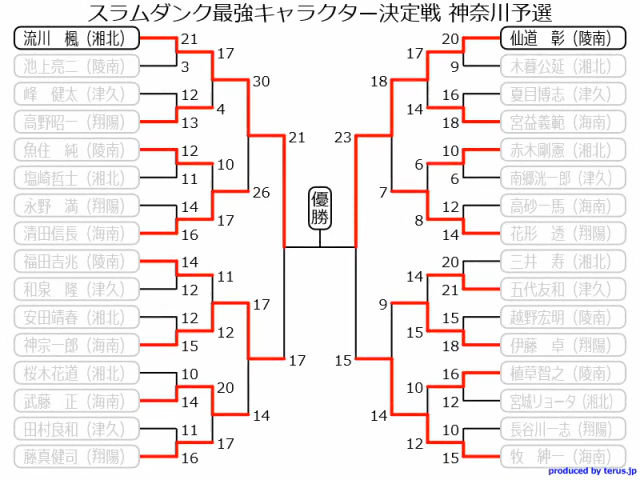 スラムダンク最強キャラクター決定戦 神奈川予選
流川　楓（湘北） 21
池上亮二（陵南） 3
17
峰　健太（津久） 12
高野昭一（翔陽） 13
4
30
魚住　純（陵南） 12
塩崎哲士（湘北） 11
10
永野　満（翔陽） 14
清田信長（海南） 16
17
26
21
福田吉兆（陵南） 14
和泉　隆（津久） 12
11
安田靖春（湘北） 12
神宗一郎（海南） 15
12
17
桜木花道（湘北） 10
武藤　正（海南） 14
20
田村良和（津久） 11
藤真健司（翔陽） 16
17
14
17
優勝
20 仙道　彰（陵南）
9 木暮公延（湘北）
17
16 夏目博志（津久）
18 宮益義範（海南）
14
18
10 赤木剛憲（湘北）
6 南郷洸一郎（津久）
6
12 高砂一馬（海南）
14 花形　透（翔陽）
8
7
23
20 三井　寿（湘北）
21 五代友和（津久）
14
15 越野宏明（陵南）
18 伊藤　卓（翔陽）
15
9
16 植草智之（陵南）
12 宮城リョータ（湘北）
10
10 長谷川一志（翔陽）
15 牧　紳一（海南）
12
14
15
produced by terus.jp